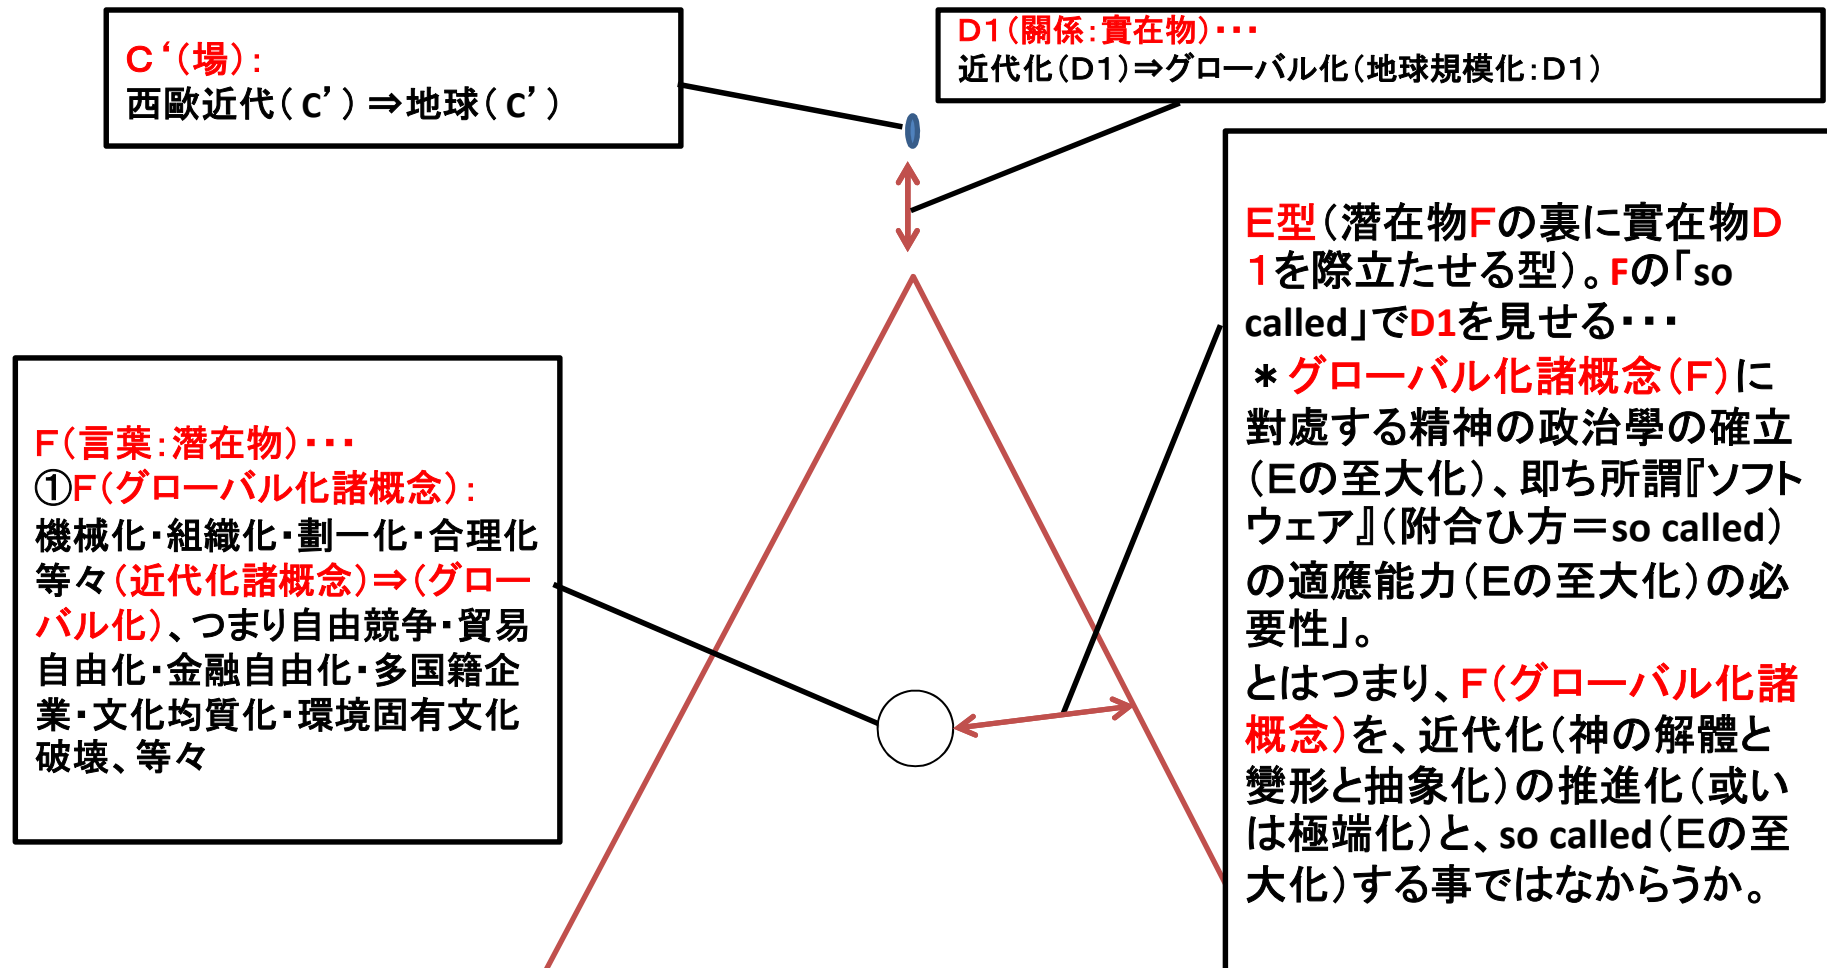 C‘(場):
西歐近代(C’)⇒地球(C’)
D1(關係:實在物)・・・
近代化(D1)⇒グローバル化(地球規模化:D1)
F(言葉:潛在物)・・・
①F(グローバル化諸概念):
機械化・組織化・劃一化・合理化
等々(近代化諸概念)⇒(グロー
バル化)、つまり自由競争・貿易
自由化・金融自由化・多国籍企
業・文化均質化・環境固有文化
破壊、等々
E型(潛在物Fの裏に實在物D
1を際立たせる型)。Fの「so
called」でD1を見せる・・・
＊グローバル化諸概念(F)に
對處する精神の政治學の確立
(Eの至大化)、即ち所謂『ソフト
ウェア』(附合ひ方＝so called)
の適應能力(Eの至大化)の必
要性」。
とはつまり、F(グローバル化諸
概念)を、近代化(神の解體と
變形と抽象化)の推進化(或い
は極端化)と、so called(Eの至
大化)する事ではなからうか。